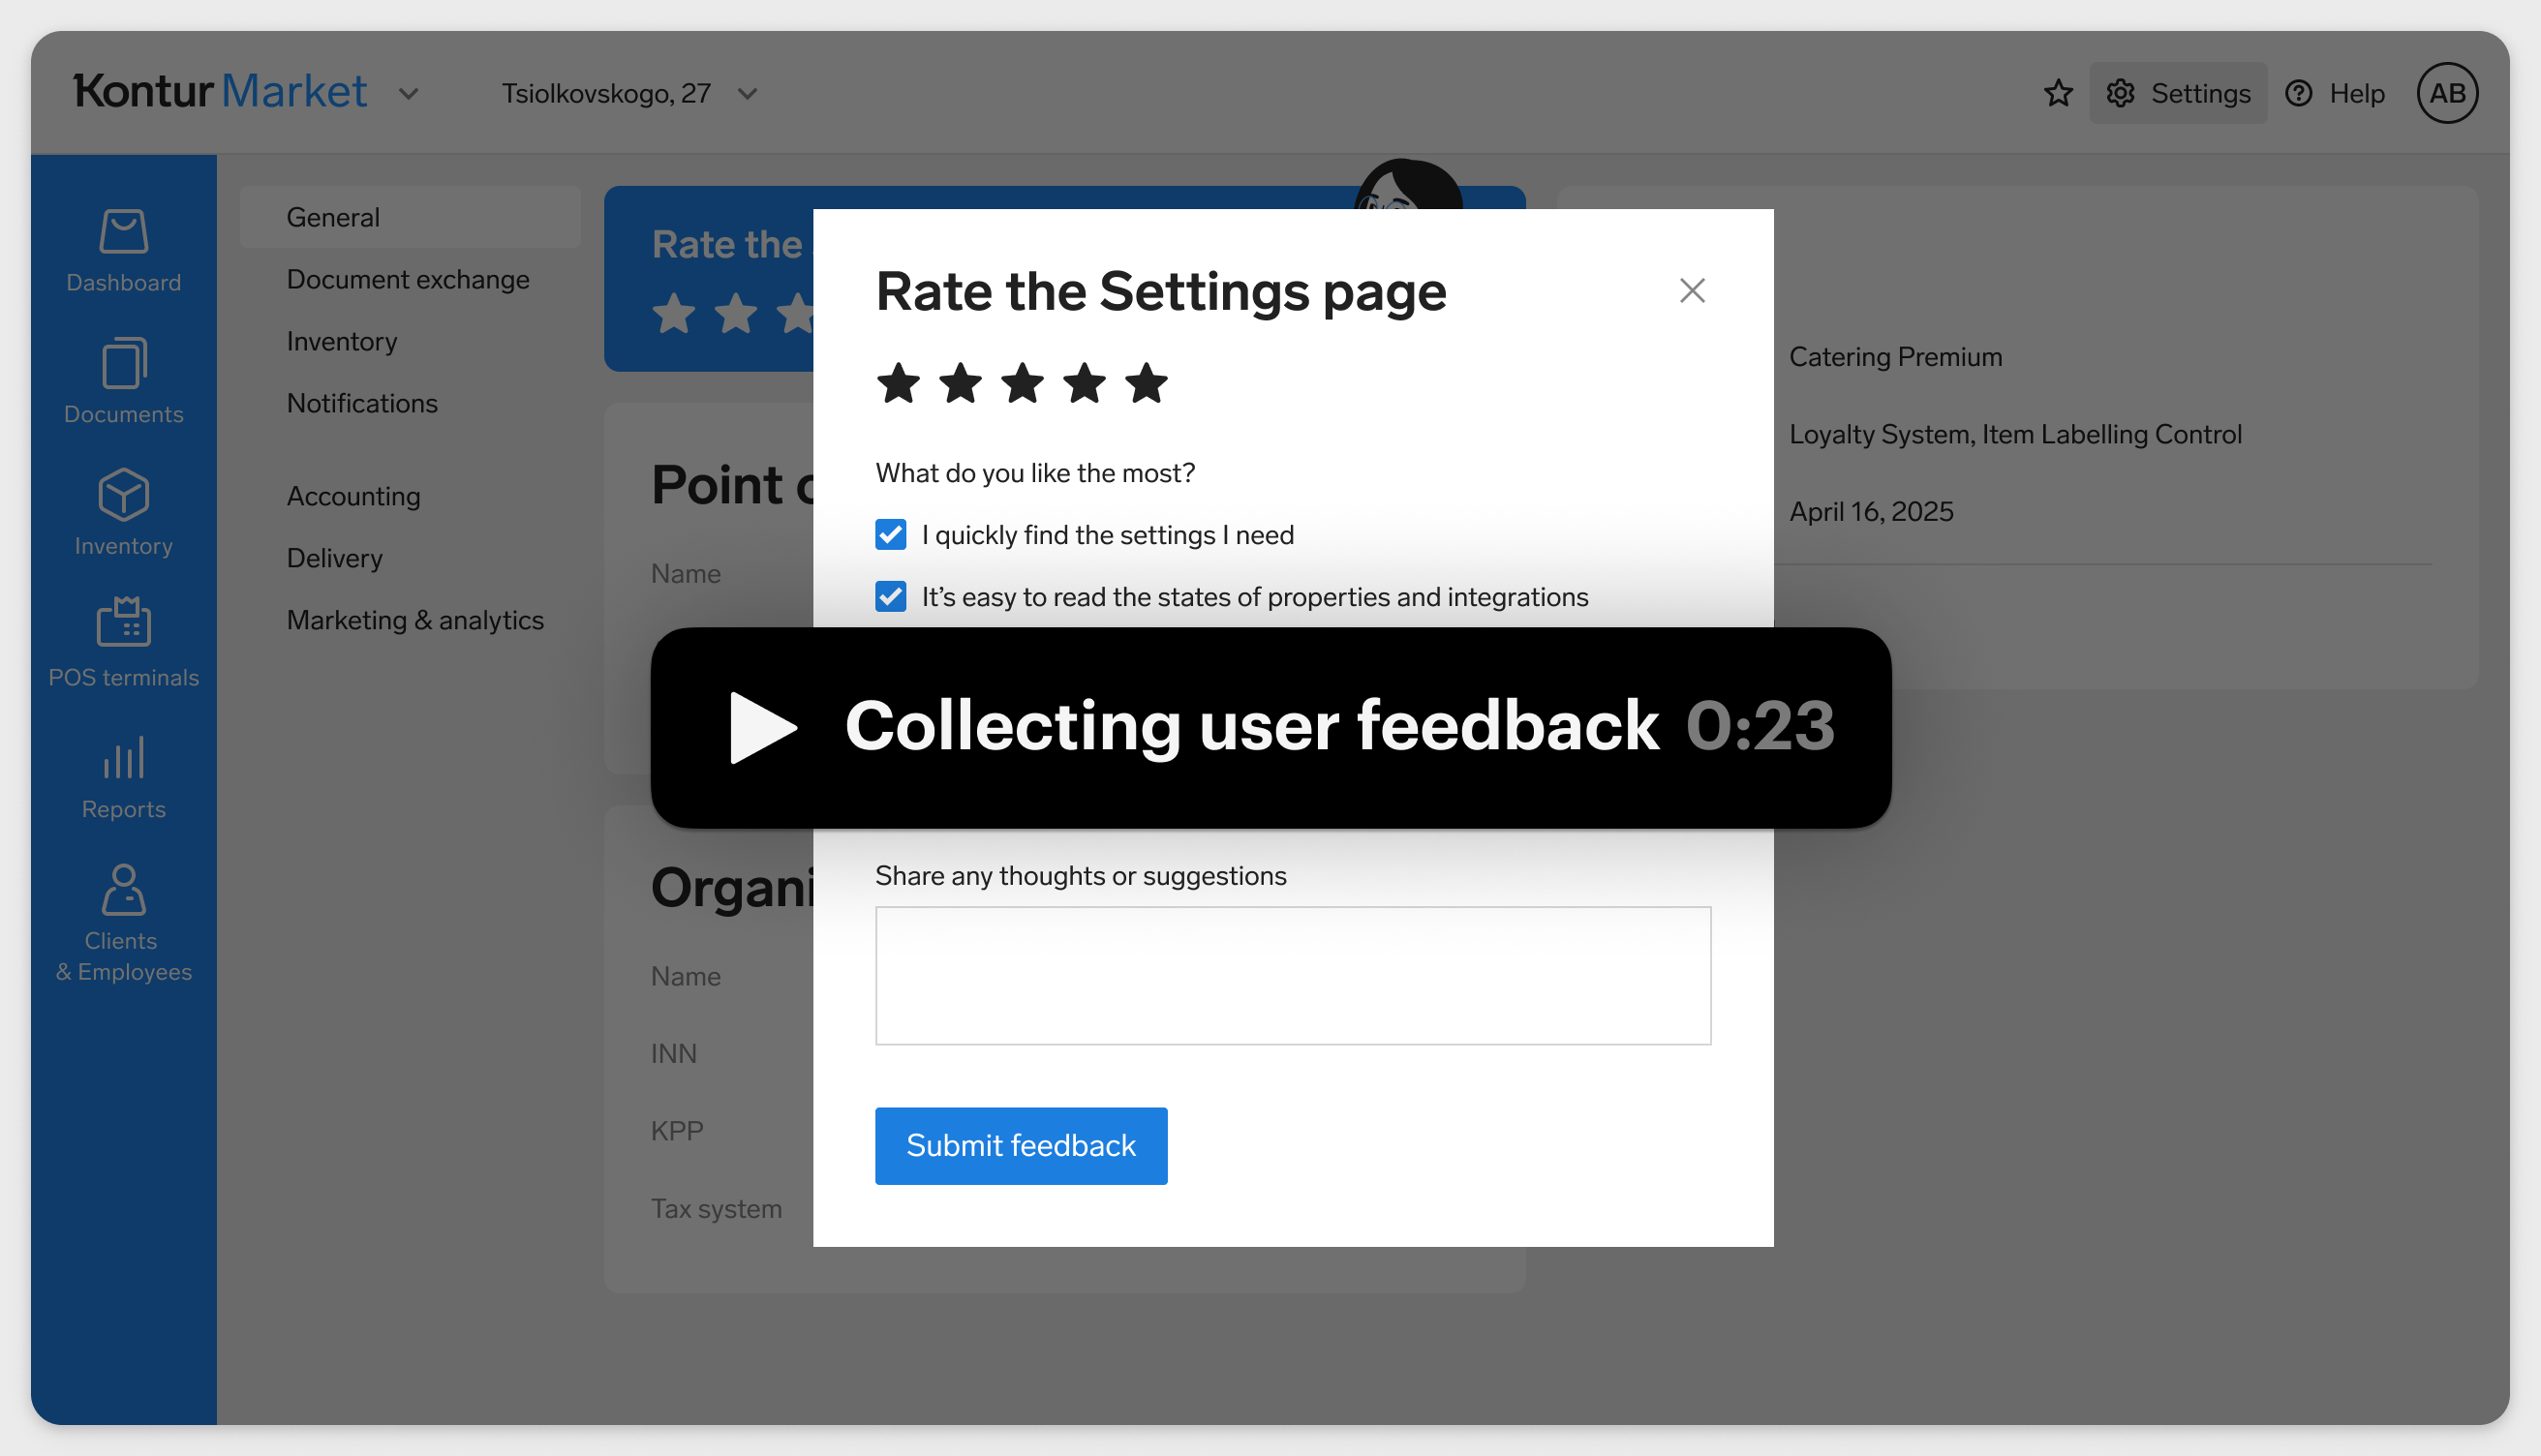 Kontur Market
Tsiolkovskogo, 27
Settings
Help
AB
Dashboard
Documents
Inventory
POS terminals
Reports
Clients
& Employees
General
Document exchange
Inventory
Notifications
Accounting
Delivery
Marketing & analytics
Rate the
Point
Name
Organi
Name
INN
KPP
Tax system
Rate the Settings page
What do you like the most?
I quickly find the settings I need
It’s easy to read the states of properties and integrations
Collecting user feedback 0:23
Share any thoughts or suggestions
Submit feedback
Catering Premium
Loyalty System, Item Labelling Control
April 16, 2025